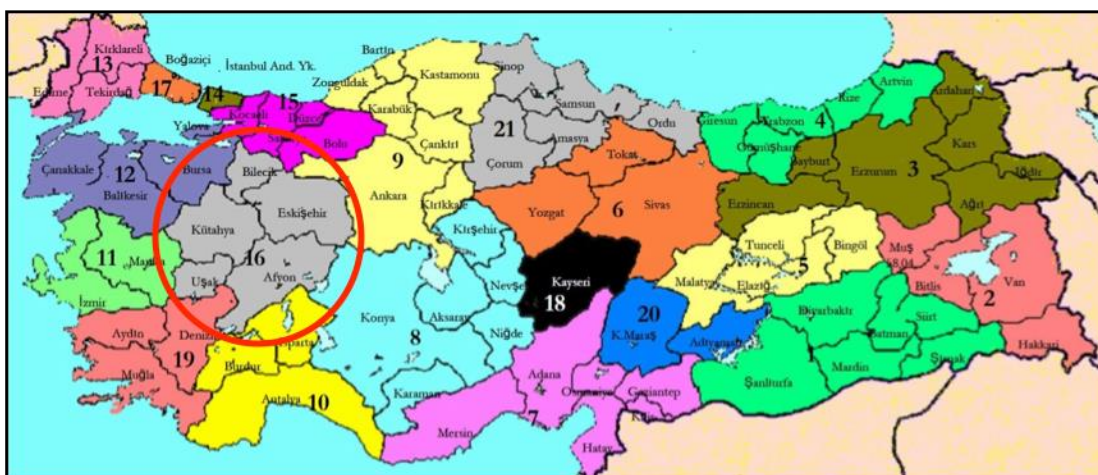 Kırklareli
13
Edirne
Tekirdağ
Boğaziçi
17
İstanbul And. Yk.
14
15
Kocaeli
Düzce
Bolu
Yalova
Zonguldak
Bartın
Karabük
Kastamonu
Çankırı
9
Ankara
Kırıkkale
Sinop
Samsun
Amasya
Ordu
21
Çorum
Tokat
6
Yozgat
Sivas
Giresun
Trabzon
Gümüşhane
Rize
4
Artvin
Ardahan
Kars
Bayburt
Erzurum
3
Iğdır
Ağrı
Erzincan
Çanakkale
12
Balıkesir
Bursa
Bilecik
Eskişehir
Kütahya
16
Uşak
Afyon
11
Manisa
İzmir
Aydın
19
Muğla
Burdur
Antalya
10
Konya
8
Kırşehir
Aksaray
Niğde
Karaman
Kayseri
18
Tunceli
Bingöl
5
Malatya
Elazığ
Muş
Bitlis
2
Van
Hakkari
20
K.Maraş
Adıyaman
Diyarbakır
Batman
Siirt
Mardin
Şırnak
Şanlıurfa
Adana
Osmaniye
Gaziantep
7
Mersin
Hatay